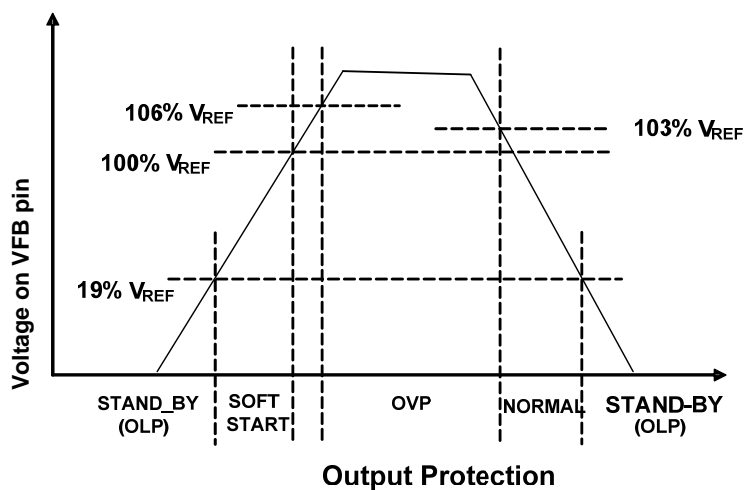 106% VREF
103% VREF
100% VREF
19% VREF
Voltage on VFB pin
STAND_BY
(OLP)
SOFT
START
OVP
NORMAL
STAND-BY
(OLP)
Output Protection